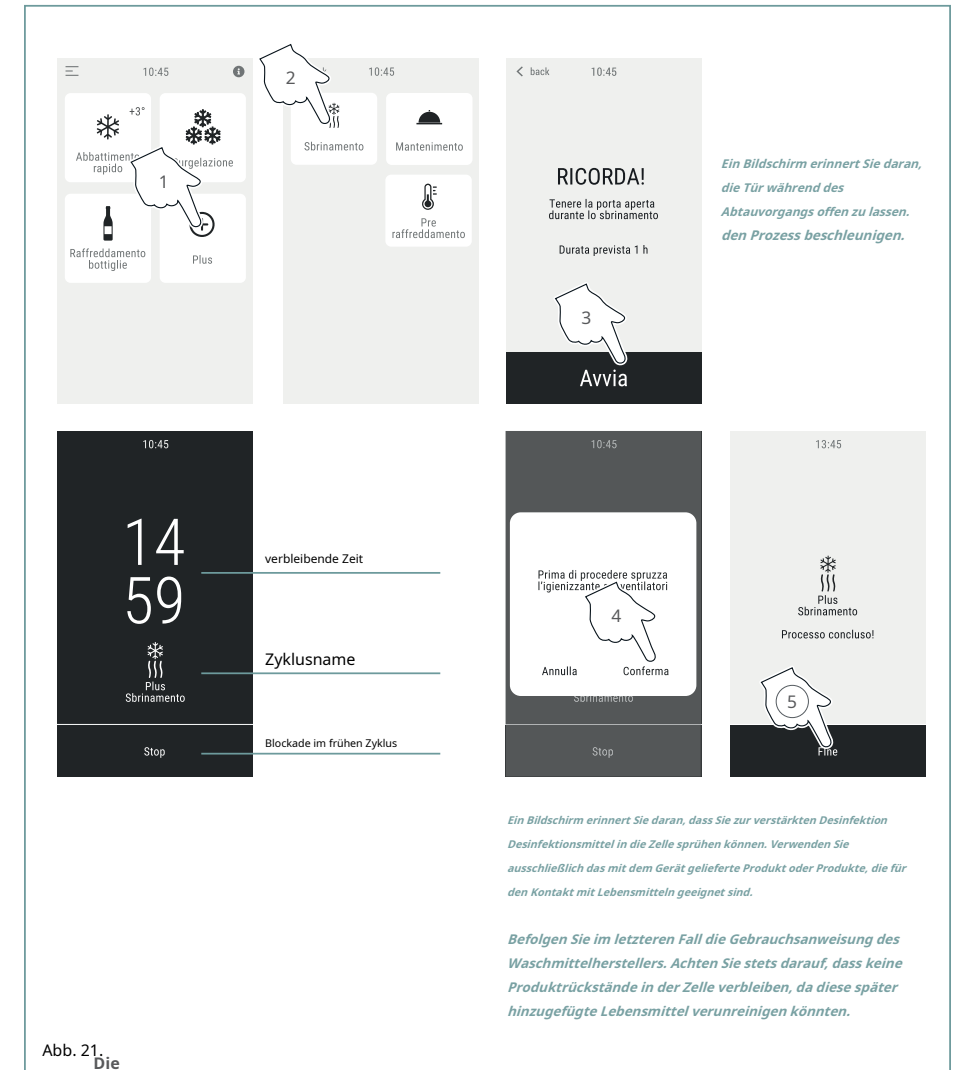 10:45
+3°
Abbattimento
rapido
1
Raffreddamento
bottiglie
Plus
2
10:45
Sbrinamento
Mantenimento
Pre
raffreddamento
back
10:45
RICORDA!
Tenere la porta aperta
durante lo sbrinamento
Durata prevista 1 h
3
Avvia
Ein Bildschirm erinnert Sie daran,
die Tür während des
Abtauvorgangs offen zu lassen.
den Prozess beschleunigen.
10:45
14
59
Plus
Sbrinamento
Stop
verbleibende Zeit
Zyklusname
Blockade im frühen Zyklus
10:45
Prima di procedere spruzza
l'igienizzante ventilatori
4
Annulla
Conferma
Sbrinamento
Stop
13:45
Plus
Sbrinamento
Processo concluso!
5
Fine
Ein Bildschirm erinnert Sie daran, dass Sie zur verstärkten Desinfektion
Desinfektionsmittel in die Zelle sprühen können. Verwenden Sie
ausschließlich das mit dem Gerät gelieferte Produkt oder Produkte, die für
den Kontakt mit Lebensmitteln geeignet sind.
Befolgen Sie im letzteren Fall die Gebrauchsanweisung des
Waschmittelherstellers. Achten Sie stets darauf, dass keine
Produktrückstände in der Zelle verbleiben, da diese später
hinzugefügte Lebensmittel verunreinigen könnten.
Abb. 21.
Die